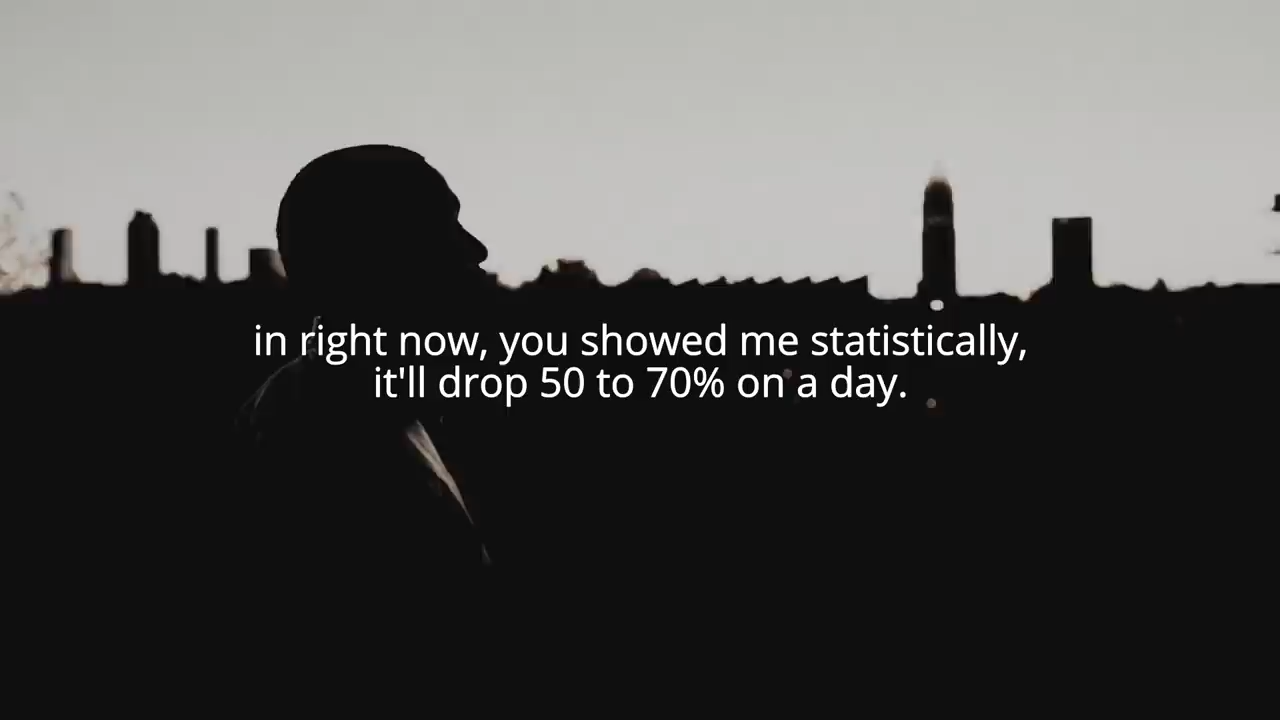 in right now, you showed me statistically,
it'll drop 50 to 70% on a day.